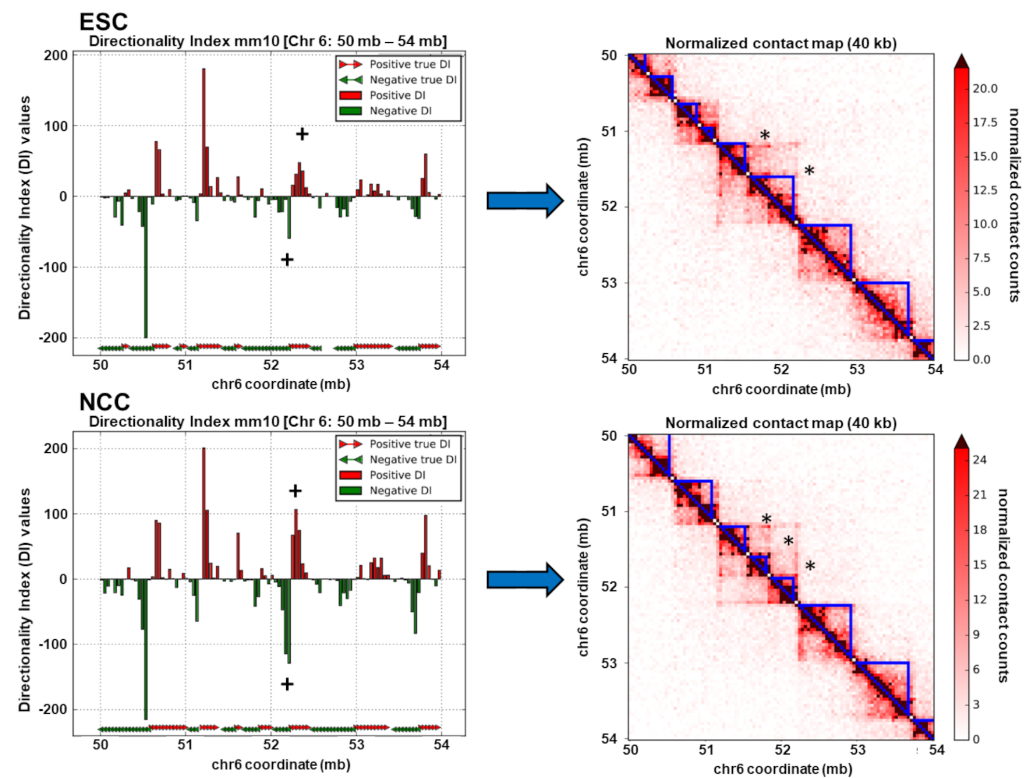 ESC
Directionality Index mm10 [Chr 6: 50 mb – 54 mb]
Directionality Index (DI) values
200
100
0
-100
-200
Positive true DI
Negative true DI
Positive DI
Negative DI
+
+
50
51
52
53
54
chr6 coordinate (mb)
Normalized contact map (40 kb)
chr6 coordinate (mb)
50
51
52
53
54
*
*
50
51
52
53
54
chr6 coordinate (mb)
20.0
17.5
15.0
12.5
10.0
7.5
5.0
2.5
0.0
normalized contact counts
NCC
Directionality Index mm10 [Chr 6: 50 mb – 54 mb]
Directionality Index (DI) values
200
100
0
-100
-200
Positive true DI
Negative true DI
Positive DI
Negative DI
+
+
50
51
52
53
54
chr6 coordinate (mb)
Normalized contact map (40 kb)
chr6 coordinate (mb)
50
51
52
53
54
*
*
*
50
51
52
53
54
chr6 coordinate (mb)
24
21
18
15
12
9
6
3
0
normalized contact counts